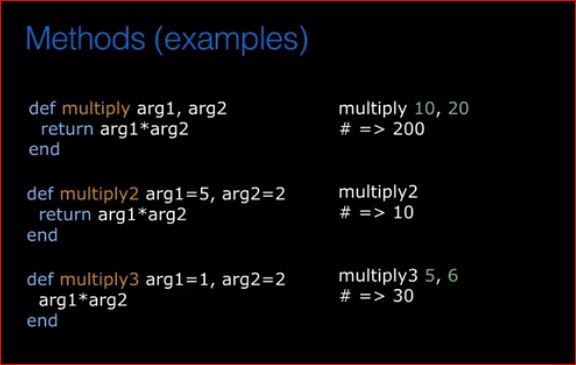 Methods (examples)
def multiply arg1, arg2
return arg1*arg2
end
multiply 10, 20
# => 200
def multiply2 arg1=5, arg2=2
return arg1*arg2
end
multiply2
# => 10
def multiply3 arg1=1, arg2=2
arg1*arg2
end
multiply3 5, 6
# => 30